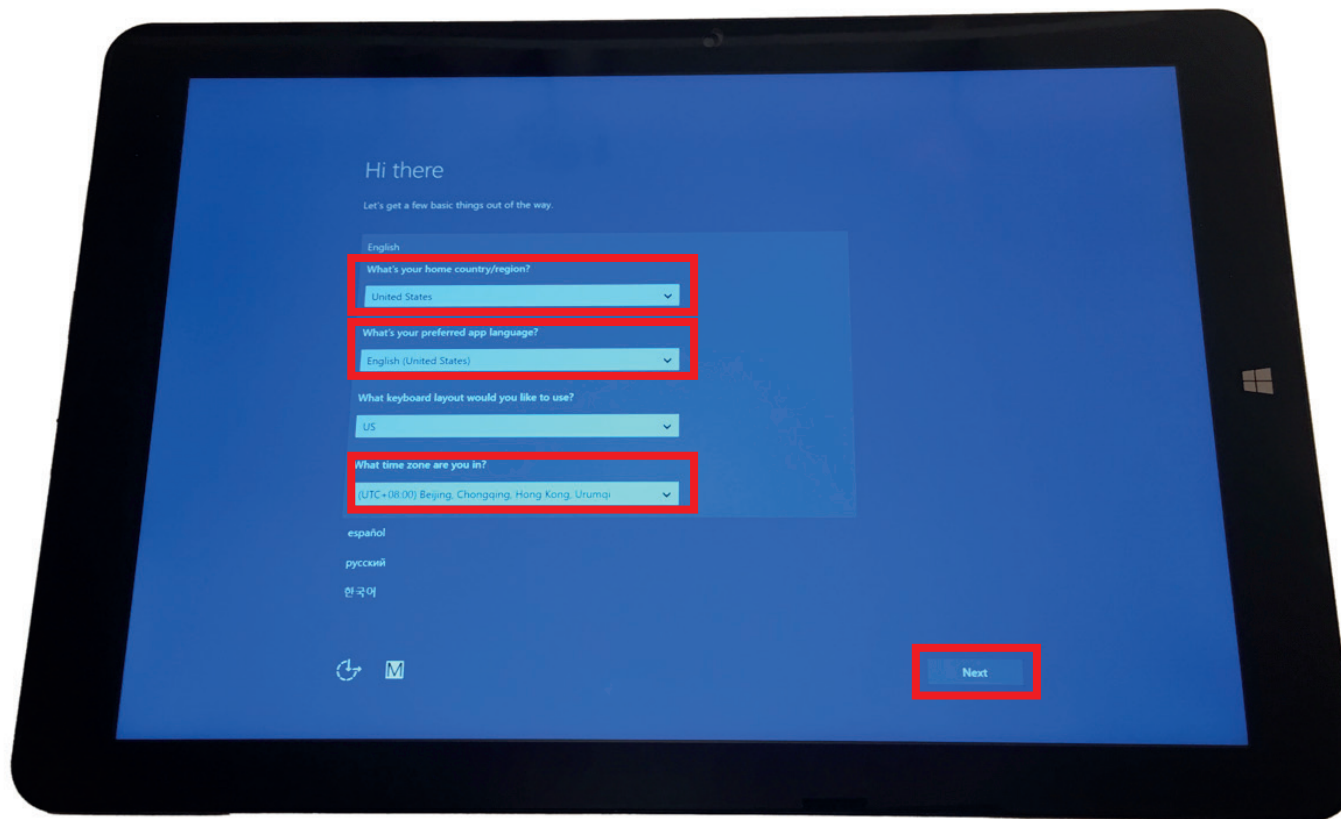 Hi there
Let's get a few basic things out of the way.
English
What's your home country/region?
United States
What's your preferred app language?
English (United States)
What keyboard layout would you like to use?
US
What time zone are you in?
(UTC+08:00) Beijing, Chongqing, Hong Kong, Urumqi
español
русский
한국어
M
Next